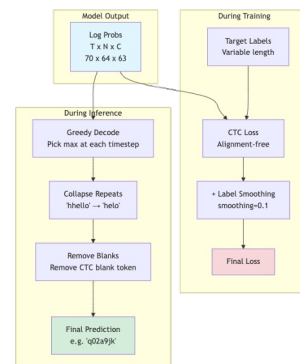 Model Output
Log Probs
T × N × C
70 x 64 x 63
During Training
Target Labels
Variable length
CTC Loss
Alignment-free
+ Label Smoothing
smoothing=0.1
Final Loss
During Inference
Greedy Decode
Pick max at each timestep
Collapse Repeats
'hhello' → 'helo'
Remove Blanks
Remove CTC blank token
Final Prediction
e.g. 'q02a9jk'